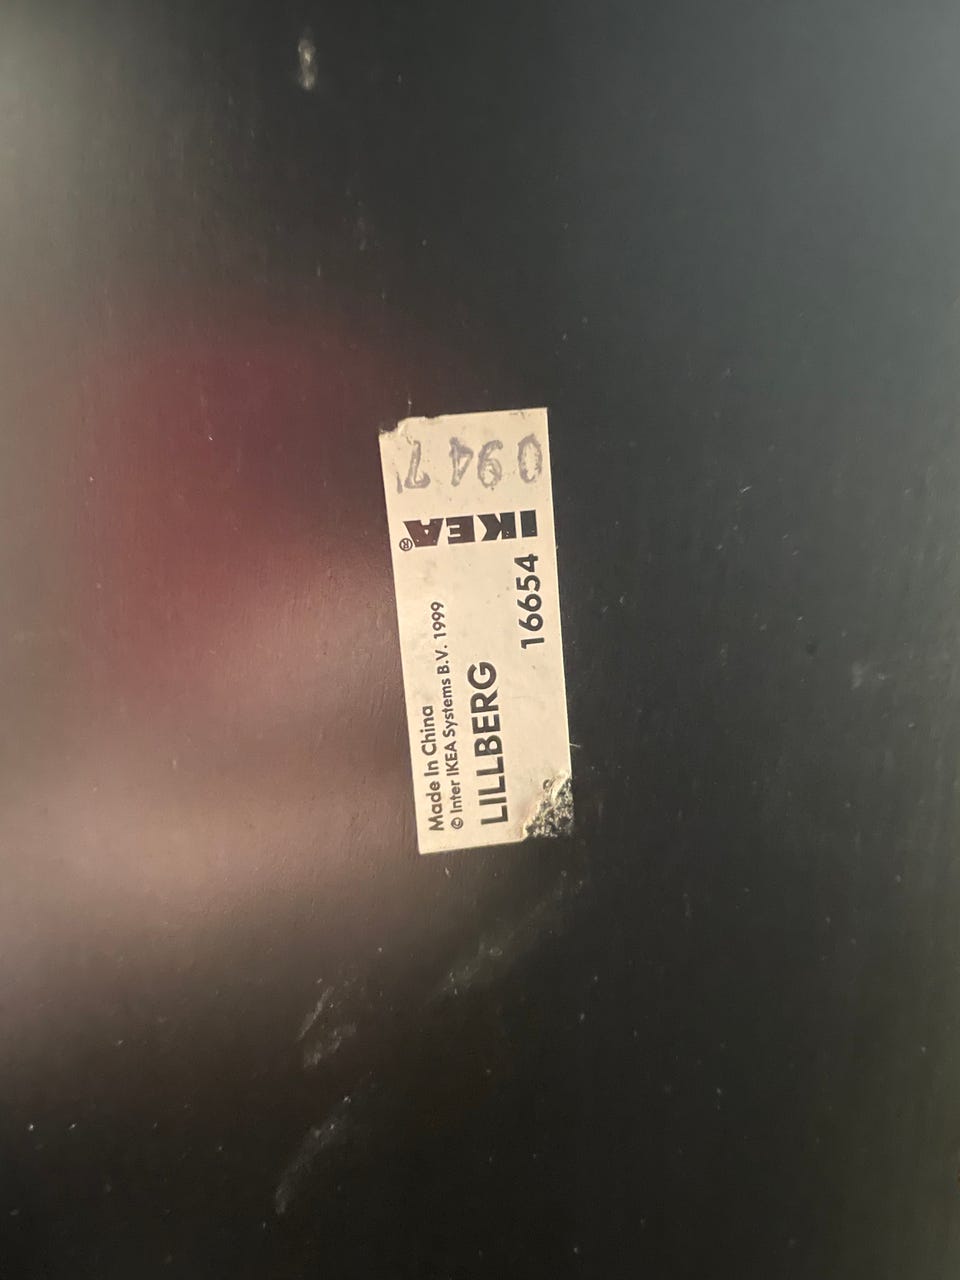 Made In China
© Inter IKEA Systems B.V. 1999
LILLBERG
16654
IKEA®
0947